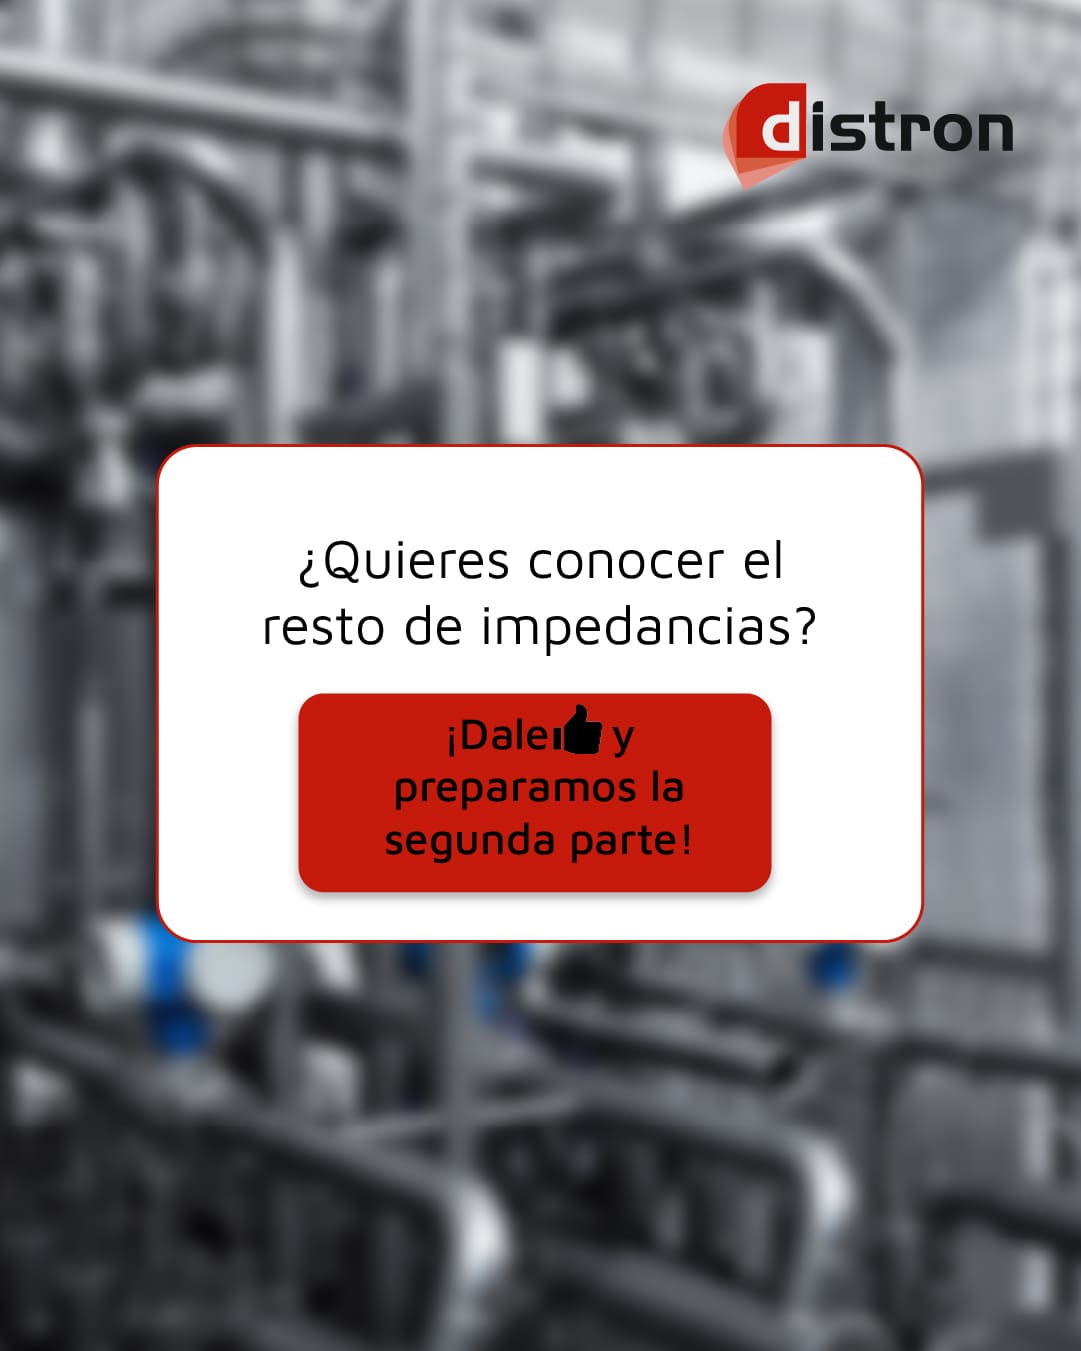 distron
¿Quieres conocer el
resto de impedancias?
¡Dale👍 y
preparamos la
segunda parte!